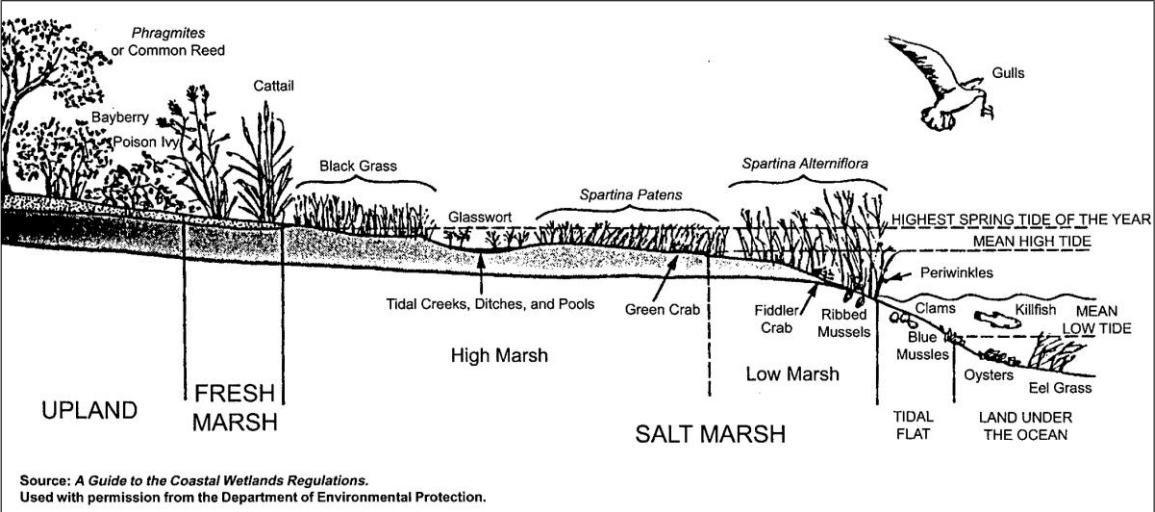 Phragmites
or Common Reed
Cattail
Gulls
Bayberry
Poison Ivy
Black Grass
Spartina Alterniflora
Spartina Patens
Glasswort
HIGHEST SPRING TIDE OF THE YEAR
MEAN HIGH TIDE
Periwinkles
Tidal Creeks, Ditches, and Pools
Green Crab
Fiddler
Crab
Ribbed
Mussels
Clams
Killfish
MEAN
LOW TIDE
Blue
Mussles
Oysters
Eel Grass
High Marsh
Low Marsh
UPLAND
FRESH
MARSH
SALT MARSH
TIDAL
FLAT
LAND UNDER
THE OCEAN
Source: A Guide to the Coastal Wetlands Regulations.
Used with permission from the Department of Environmental Protection.